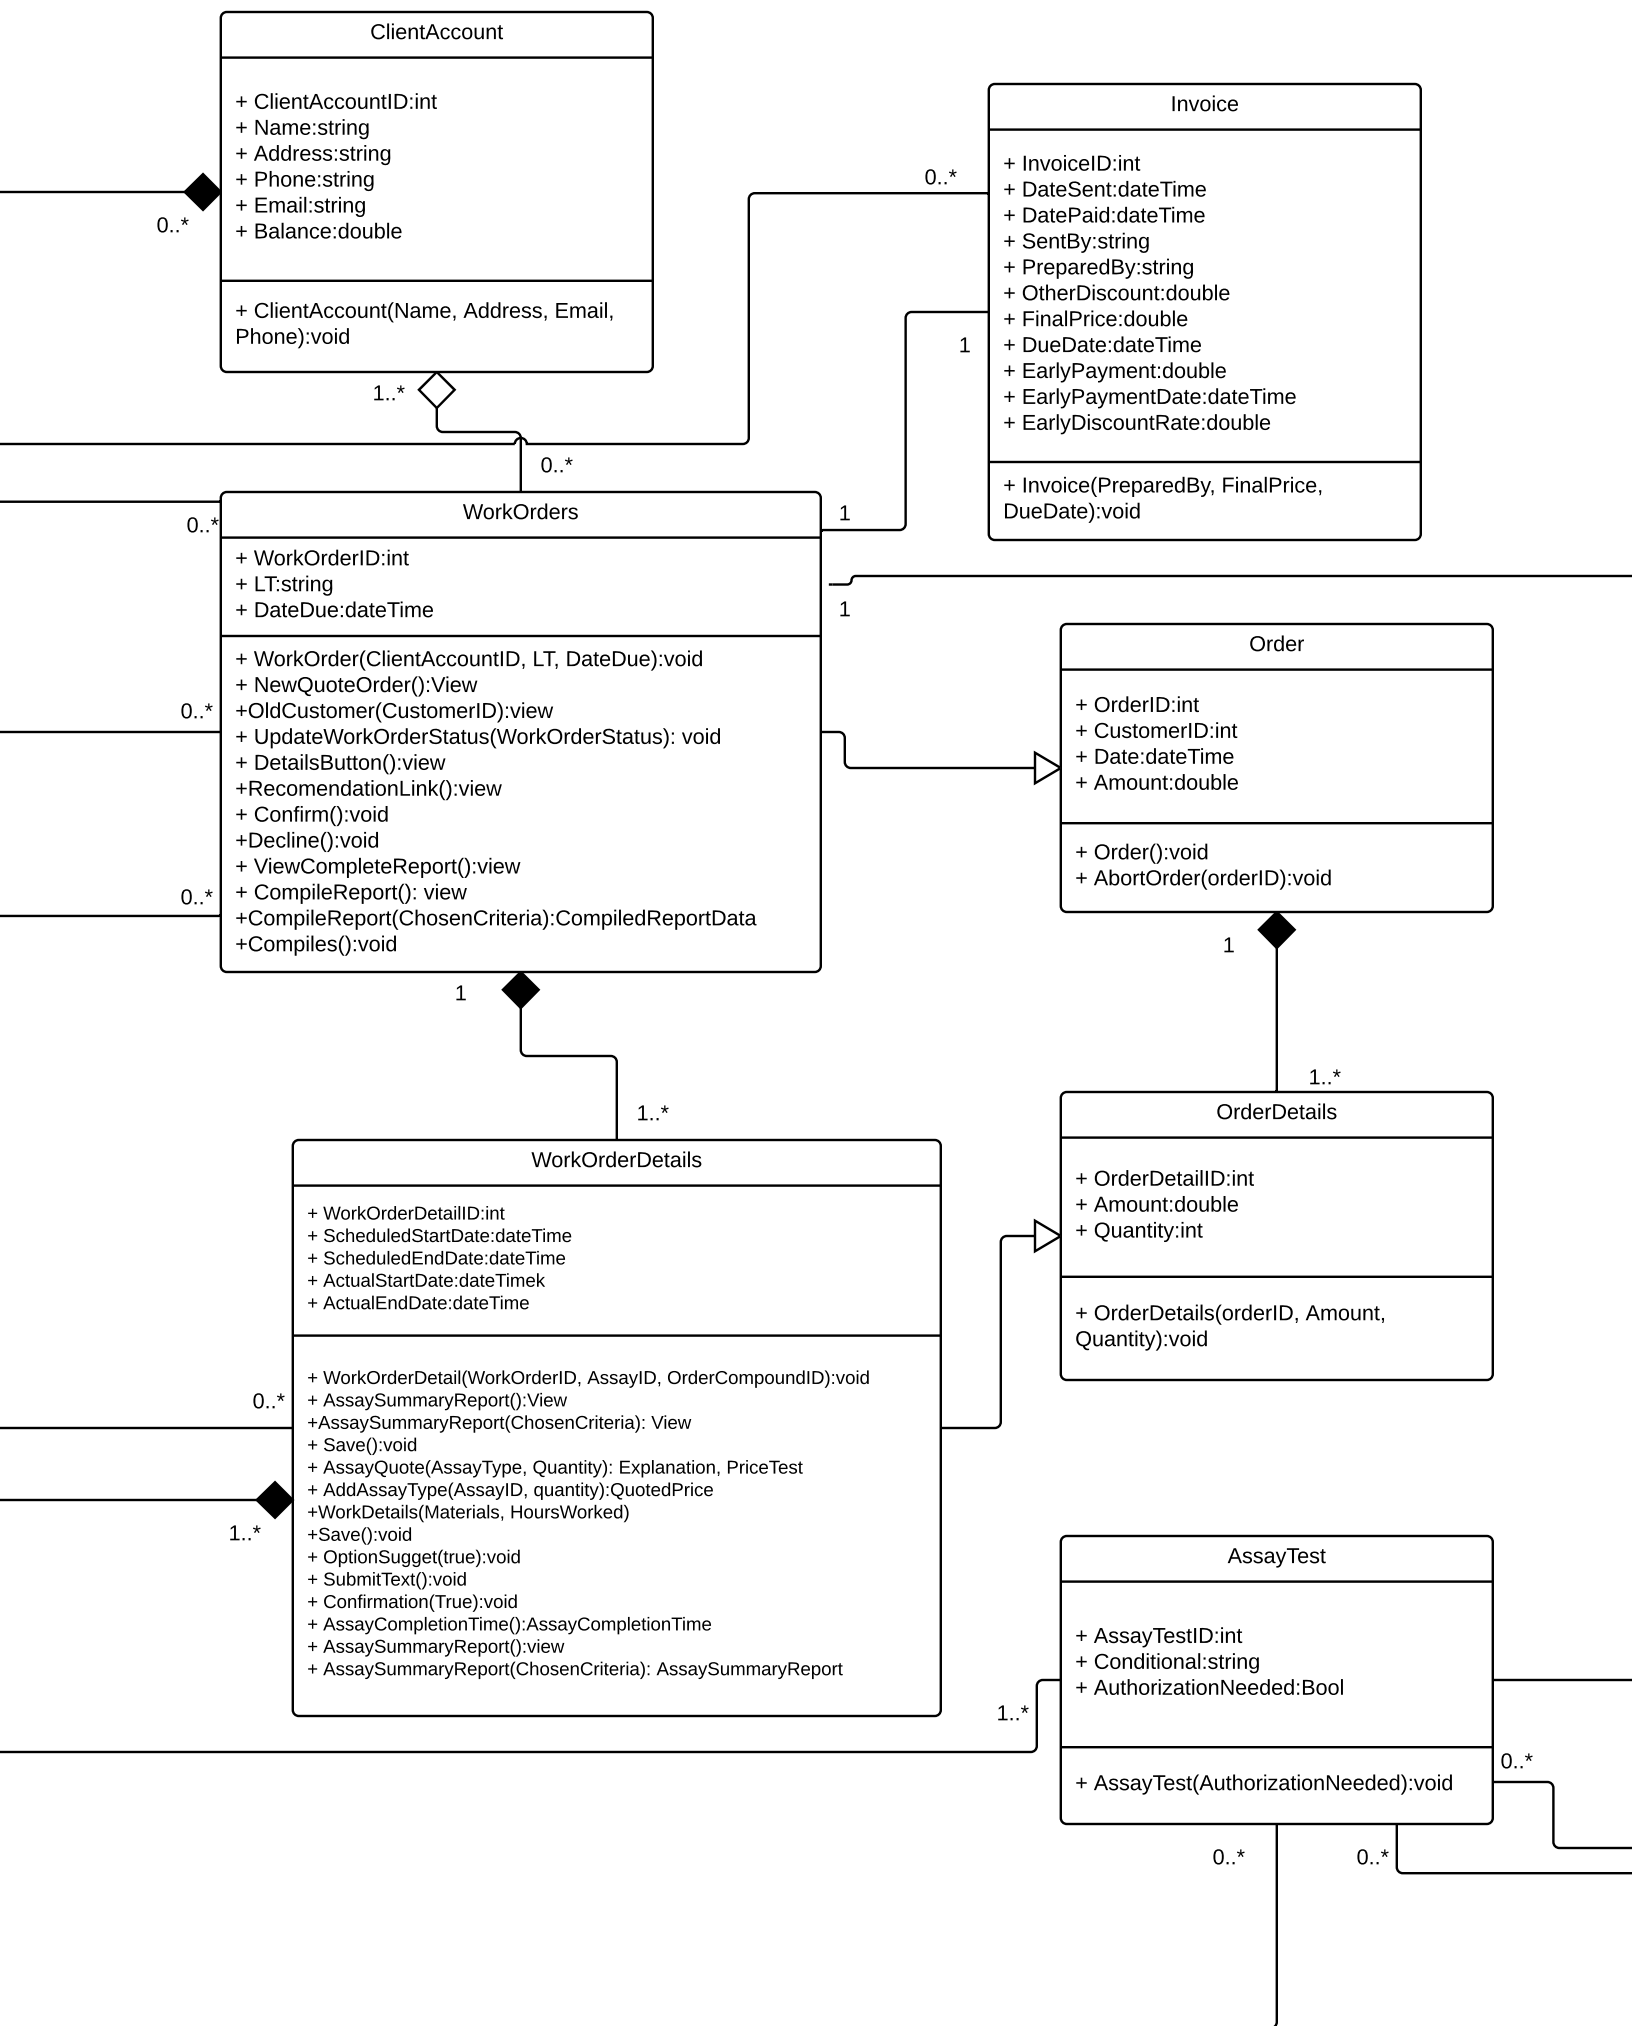 ClientAccount
+ ClientAccountID:int
+ Name:string
+ Address:string
+ Phone:string
+ Email:string
+ Balance:double
+ ClientAccount(Name, Address, Email,
Phone):void
0..*
1..*
0..*
Invoice
+ InvoiceID:int
+ DateSent:dateTime
+ DatePaid:dateTime
+ SentBy:string
+ PreparedBy:string
+ OtherDiscount:double
+ FinalPrice:double
+ DueDate:dateTime
+ EarlyPayment:double
+ EarlyPaymentDate:dateTime
+ EarlyDiscountRate:double
+ Invoice(PreparedBy, FinalPrice,
DueDate):void
0..*
1
WorkOrders
+ WorkOrderID:int
+ LT:string
+ DateDue:dateTime
+ WorkOrder(ClientAccountID, LT, DateDue):void
+ NewQuoteOrder():View
+OldCustomer(CustomerID):view
+ UpdateWorkOrderStatus(WorkOrderStatus): void
+ DetailsButton():view
+RecomendationLink():view
+ Confirm():void
+Decline():void
+ ViewCompleteReport():view
+ CompileReport(): view
+CompileReport(ChosenCriteria):CompiledReportData
+Compiles():void
0..*
0..*
0..*
1
1
1
1..*
Order
+ OrderID:int
+ CustomerID:int
+ Date:dateTime
+ Amount:double
+ Order():void
+ AbortOrder(orderID):void
1
1..*
OrderDetails
+ OrderDetailID:int
+ Amount:double
+ Quantity:int
+ OrderDetails(orderID, Amount,
Quantity):void
WorkOrderDetails
+ WorkOrderDetailID:int
+ ScheduledStartDate:dateTime
+ ScheduledEndDate:dateTime
+ ActualStartDate:dateTimek
+ ActualEndDate:dateTime
+ WorkOrderDetail(WorkOrderID, AssayID, OrderCompoundID):void
+ AssaySummaryReport():View
+AssaySummaryReport(ChosenCriteria): View
+ Save():void
+ AssayQuote(AssayType, Quantity): Explanation, PriceTest
+ AddAssayType(AssayID, quantity):QuotedPrice
+WorkDetails(Materials, HoursWorked)
+Save():void
+ OptionSugget(true):void
+ SubmitText():void
+ Confirmation(True):void
+ AssayCompletionTime():AssayCompletionTime
+ AssaySummaryReport():view
+ AssaySummaryReport(ChosenCriteria): AssaySummaryReport
0..*
1..*
AssayTest
+ AssayTestID:int
+ Conditional:string
+ AuthorizationNeeded:Bool
+ AssayTest(AuthorizationNeeded):void
1..*
0..*
0..*
0..*